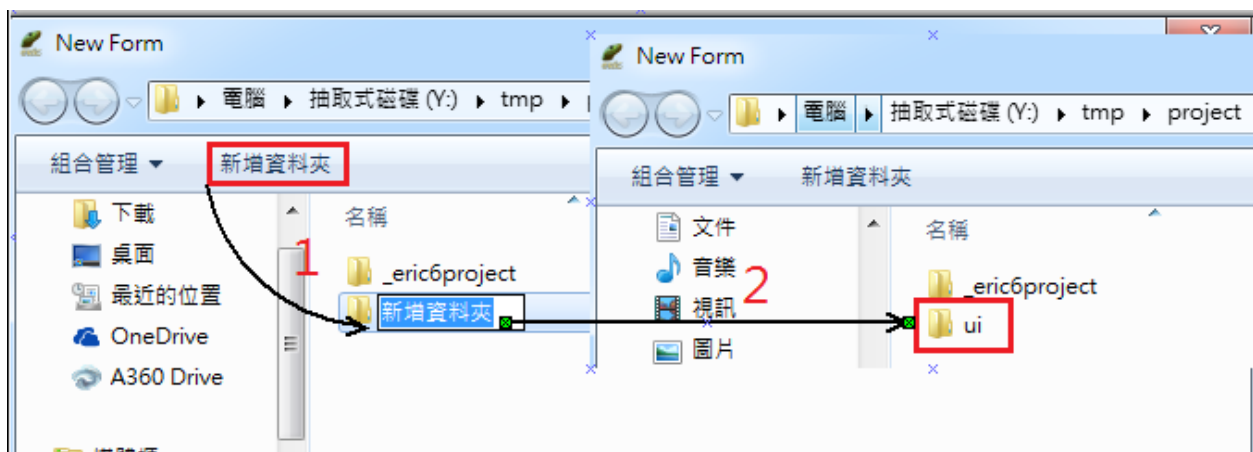 New Form
電腦 抽取式磁碟 (Y:) tmp
組合管理 新增資料夾
下載
桌面
最近的位置
OneDrive
A360 Drive
名稱
_eric6project
新增資料夾
1
New Form
電腦 抽取式磁碟 (Y:) tmp project
組合管理 新增資料夾
文件
音樂
視訊
圖片
名稱
_eric6project
ui
2